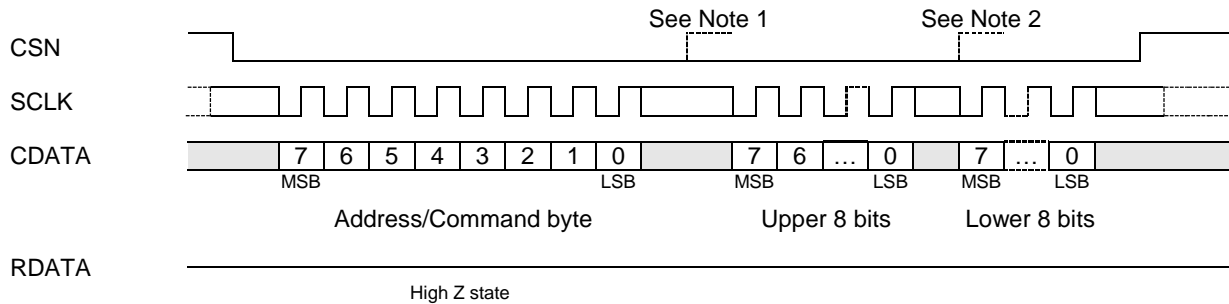 See Note 1 See Note 2
CSN
SCLK
CDATA 7 6 5 4 3 2 1 0 7 6 ... 0 7 ... 0
MSB LSB MSB LSB MSB LSB
Address/Command byte Upper 8 bits Lower 8 bits
RDATA
High Z state